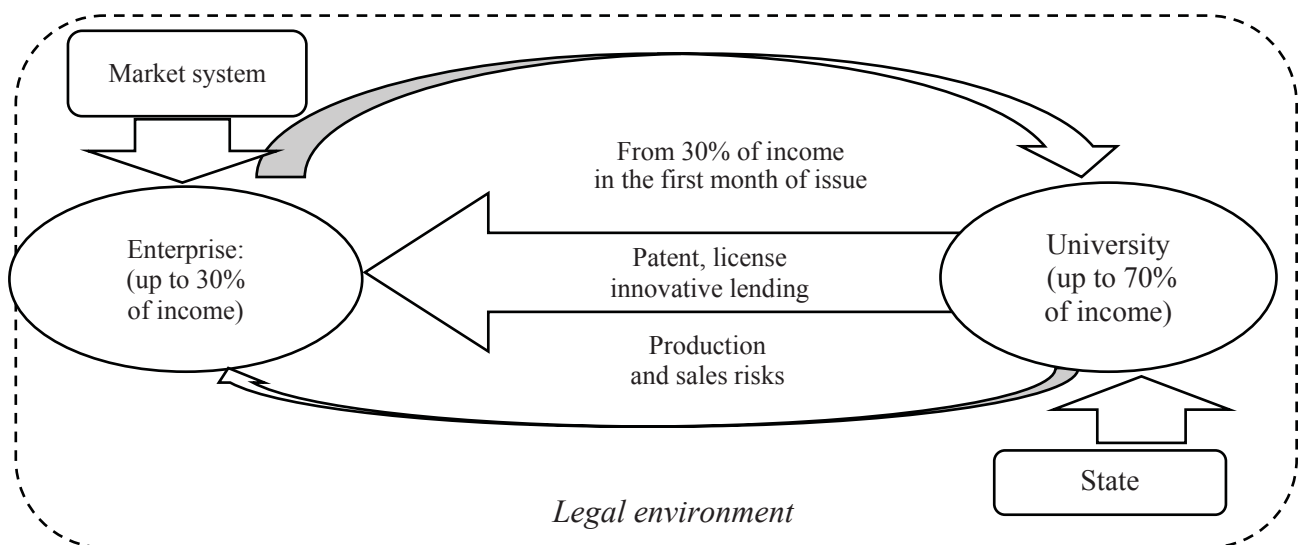 Market system
From 30% of income
in the first month of issue
Enterprise:
(up to 30%
of income)
Patent, license
innovative lending
University
(up to 70%
of income)
Production
and sales risks
State
Legal environment